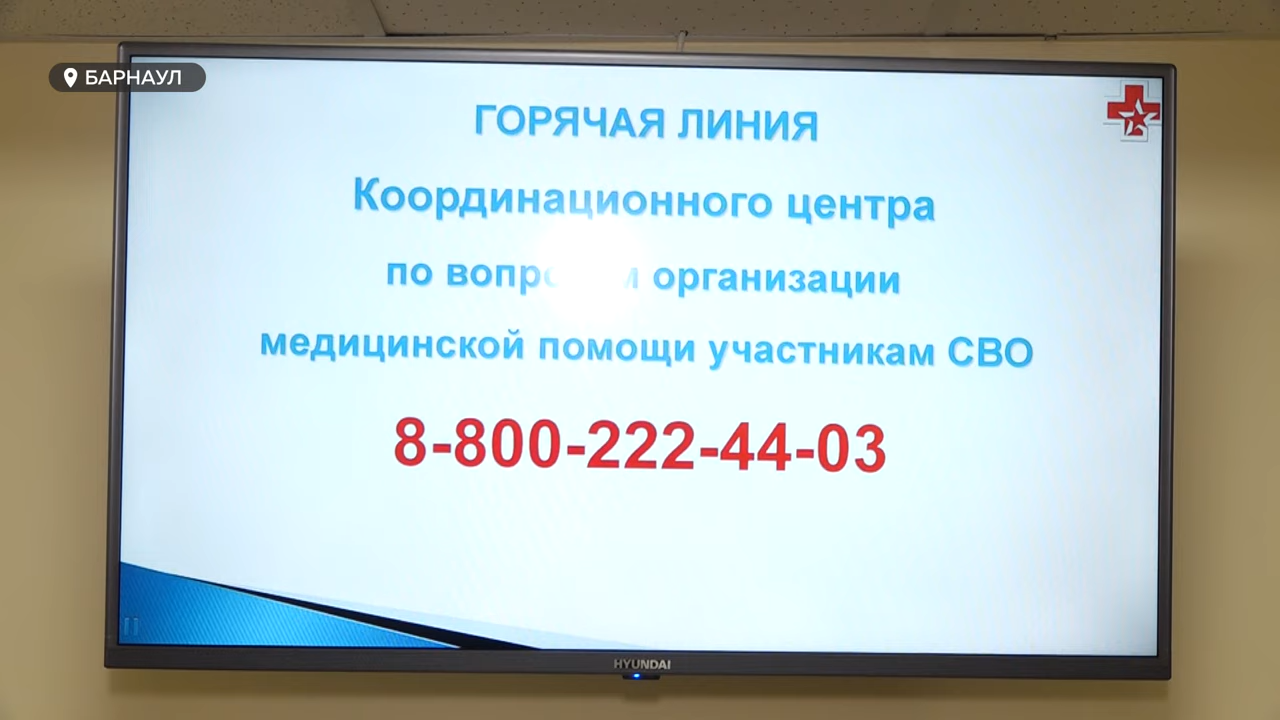 БАРНАУЛ
ГОРЯЧАЯ ЛИНИЯ
Координационного центра
по организации
медицинской помощи участникам СВО
8-800-222-44-03
HYUNDAI